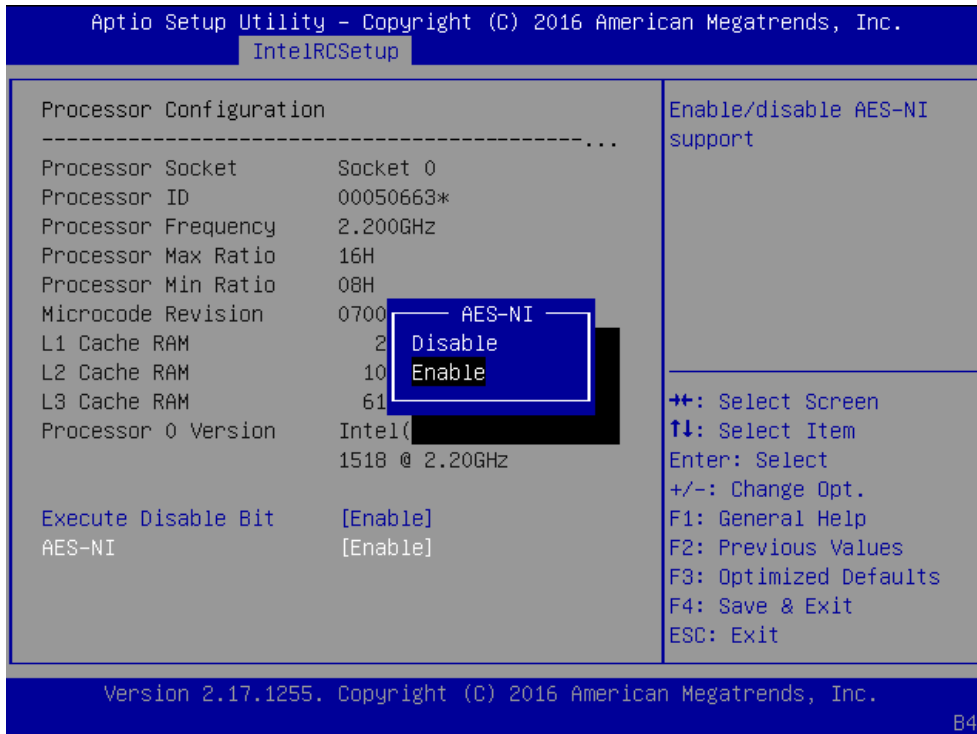 Aptio Setup Utility – Copyright (C) 2016 American Megatrends, Inc.
IntelRCSetup
Processor Configuration
--------------------------------------------...
Processor Socket Socket 0
Processor ID 00050663*
Processor Frequency 2.200GHz
Processor Max Ratio 16H
Processor Min Ratio 08H
Microcode Revision 0700
L1 Cache RAM 2
L2 Cache RAM 10
L3 Cache RAM 61
Processor 0 Version Intel(
1518 @ 2.20GHz
Execute Disable Bit [Enable]
AES-NI [Enable]
AES-NI
Disable
Enable
Enable/disable AES-NI
support
→←: Select Screen
↑↓: Select Item
Enter: Select
+/-: Change Opt.
F1: General Help
F2: Previous Values
F3: Optimized Defaults
F4: Save & Exit
ESC: Exit
Version 2.17.1255. Copyright (C) 2016 American Megatrends, Inc.
B4